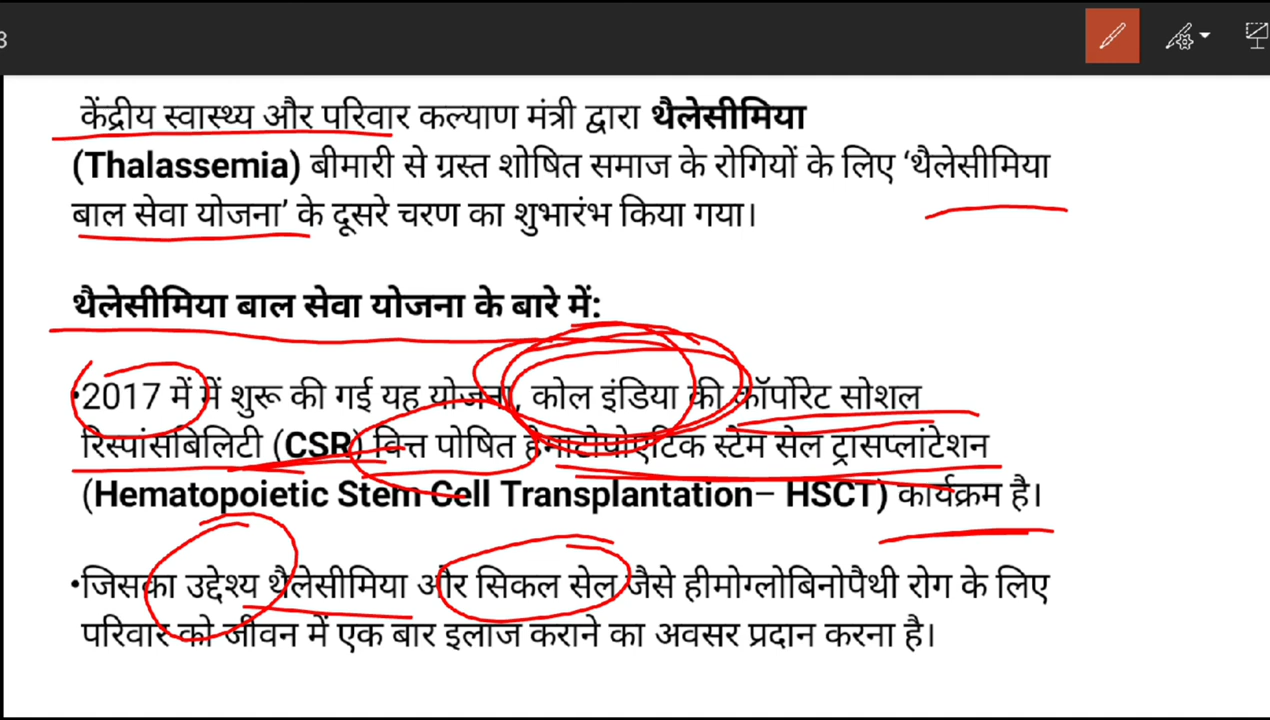 3
केंद्रीय स्वास्थ्य और परिवार कल्याण मंत्री द्वारा थैलेसीमिया
(Thalassemia) बीमारी से ग्रस्त शोषित समाज के रोगियों के लिए ‘थैलेसीमिया
बाल सेवा योजना’ के दूसरे चरण का शुभारंभ किया गया।
थैलेसीमिया बाल सेवा योजना के बारे में:
•2017 में में शुरू की गई यह योजना, कोल इंडिया की कॉर्पोरेट सोशल
रिस्पांसबिलिटी (CSR) वित्त पोषित हेमाटोपोएटिक स्टेम सेल ट्रासप्लांटेशन
(Hematopoietic Stem Cell Transplantation– HSCT) कार्यक्रम है।
•जिसका उद्देश्य थैलेसीमिया और सिकल सेल जैसे हीमोग्लोबिनोपैथी रोग के लिए
परिवार को जीवन में एक बार इलाज कराने का अवसर प्रदान करना है।